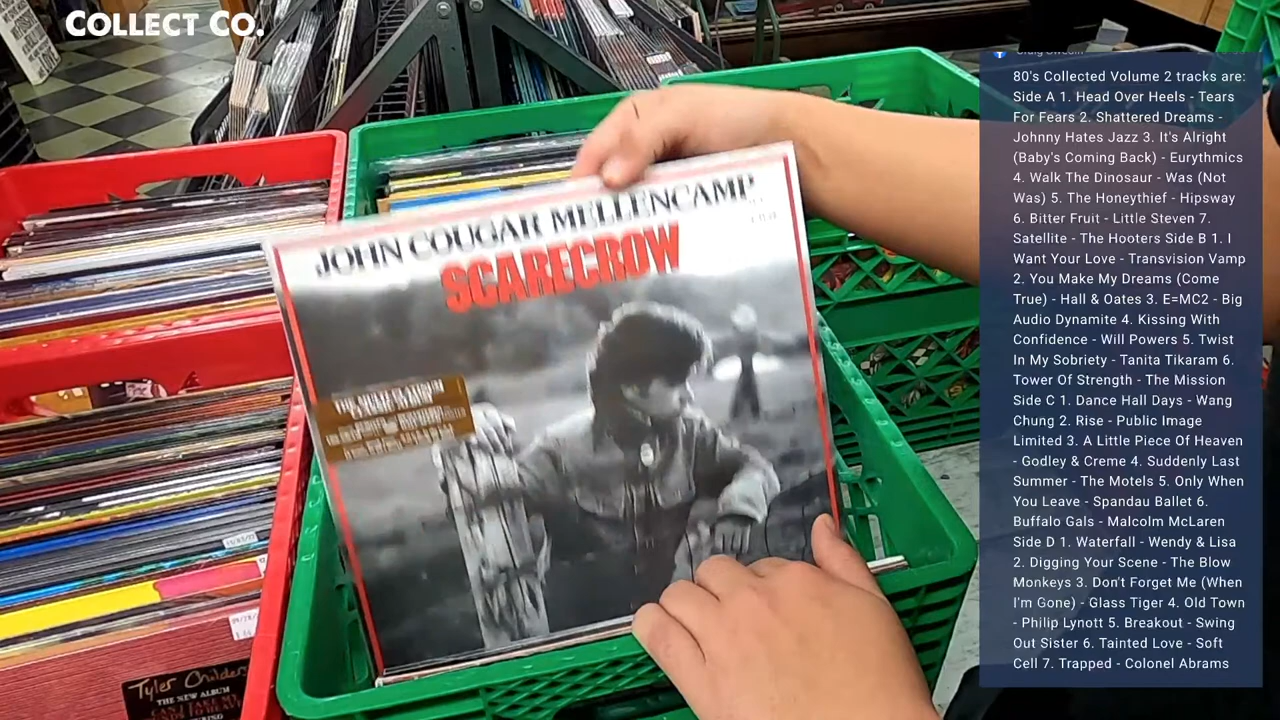 COLLECT CO.
80's Collected Volume 2 tracks are:
Side A 1. Head Over Heels - Tears
For Fears 2. Shattered Dreams -
Johnny Hates Jazz 3. It's Alright
(Baby's Coming Back) - Eurythmics
4. Walk The Dinosaur - Was (Not
Was) 5. The Honeythief - Hipsway
6. Bitter Fruit - Little Steven 7.
Satellite - The Hooters Side B 1. I
Want Your Love - Transvision Vamp
2. You Make My Dreams (Come
True) - Hall & Oates 3. E=MC2 - Big
Audio Dynamite 4. Kissing With
Confidence - Will Powers 5. Twist
In My Sobriety - Tanita Tikaram 6.
Tower Of Strength - The Mission
Side C 1. Dance Hall Days - Wang
Chung 2. Rise - Public Image
Limited 3. A Little Piece Of Heaven
- Godley & Creme 4. Suddenly Last
Summer - The Motels 5. Only When
You Leave - Spandau Ballet 6.
Buffalo Gals - Malcolm McLaren
Side D 1. Waterfall - Wendy & Lisa
2. Digging Your Scene - The Blow
Monkeys 3. Don't Forget Me (When
I'm Gone) - Glass Tiger 4. Old Town
- Philip Lynott 5. Breakout - Swing
Out Sister 6. Tainted Love - Soft
Cell 7. Trapped - Colonel Abrams
JOHN COUGAR MELLENCAMP
SCARECROW
Tyler Childers
THE NEW ALBUM